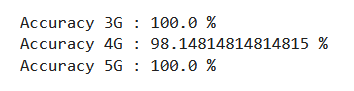 Accuracy 3G : 100.0 %
Accuracy 4G : 98.14814814814815 %
Accuracy 5G : 100.0 %